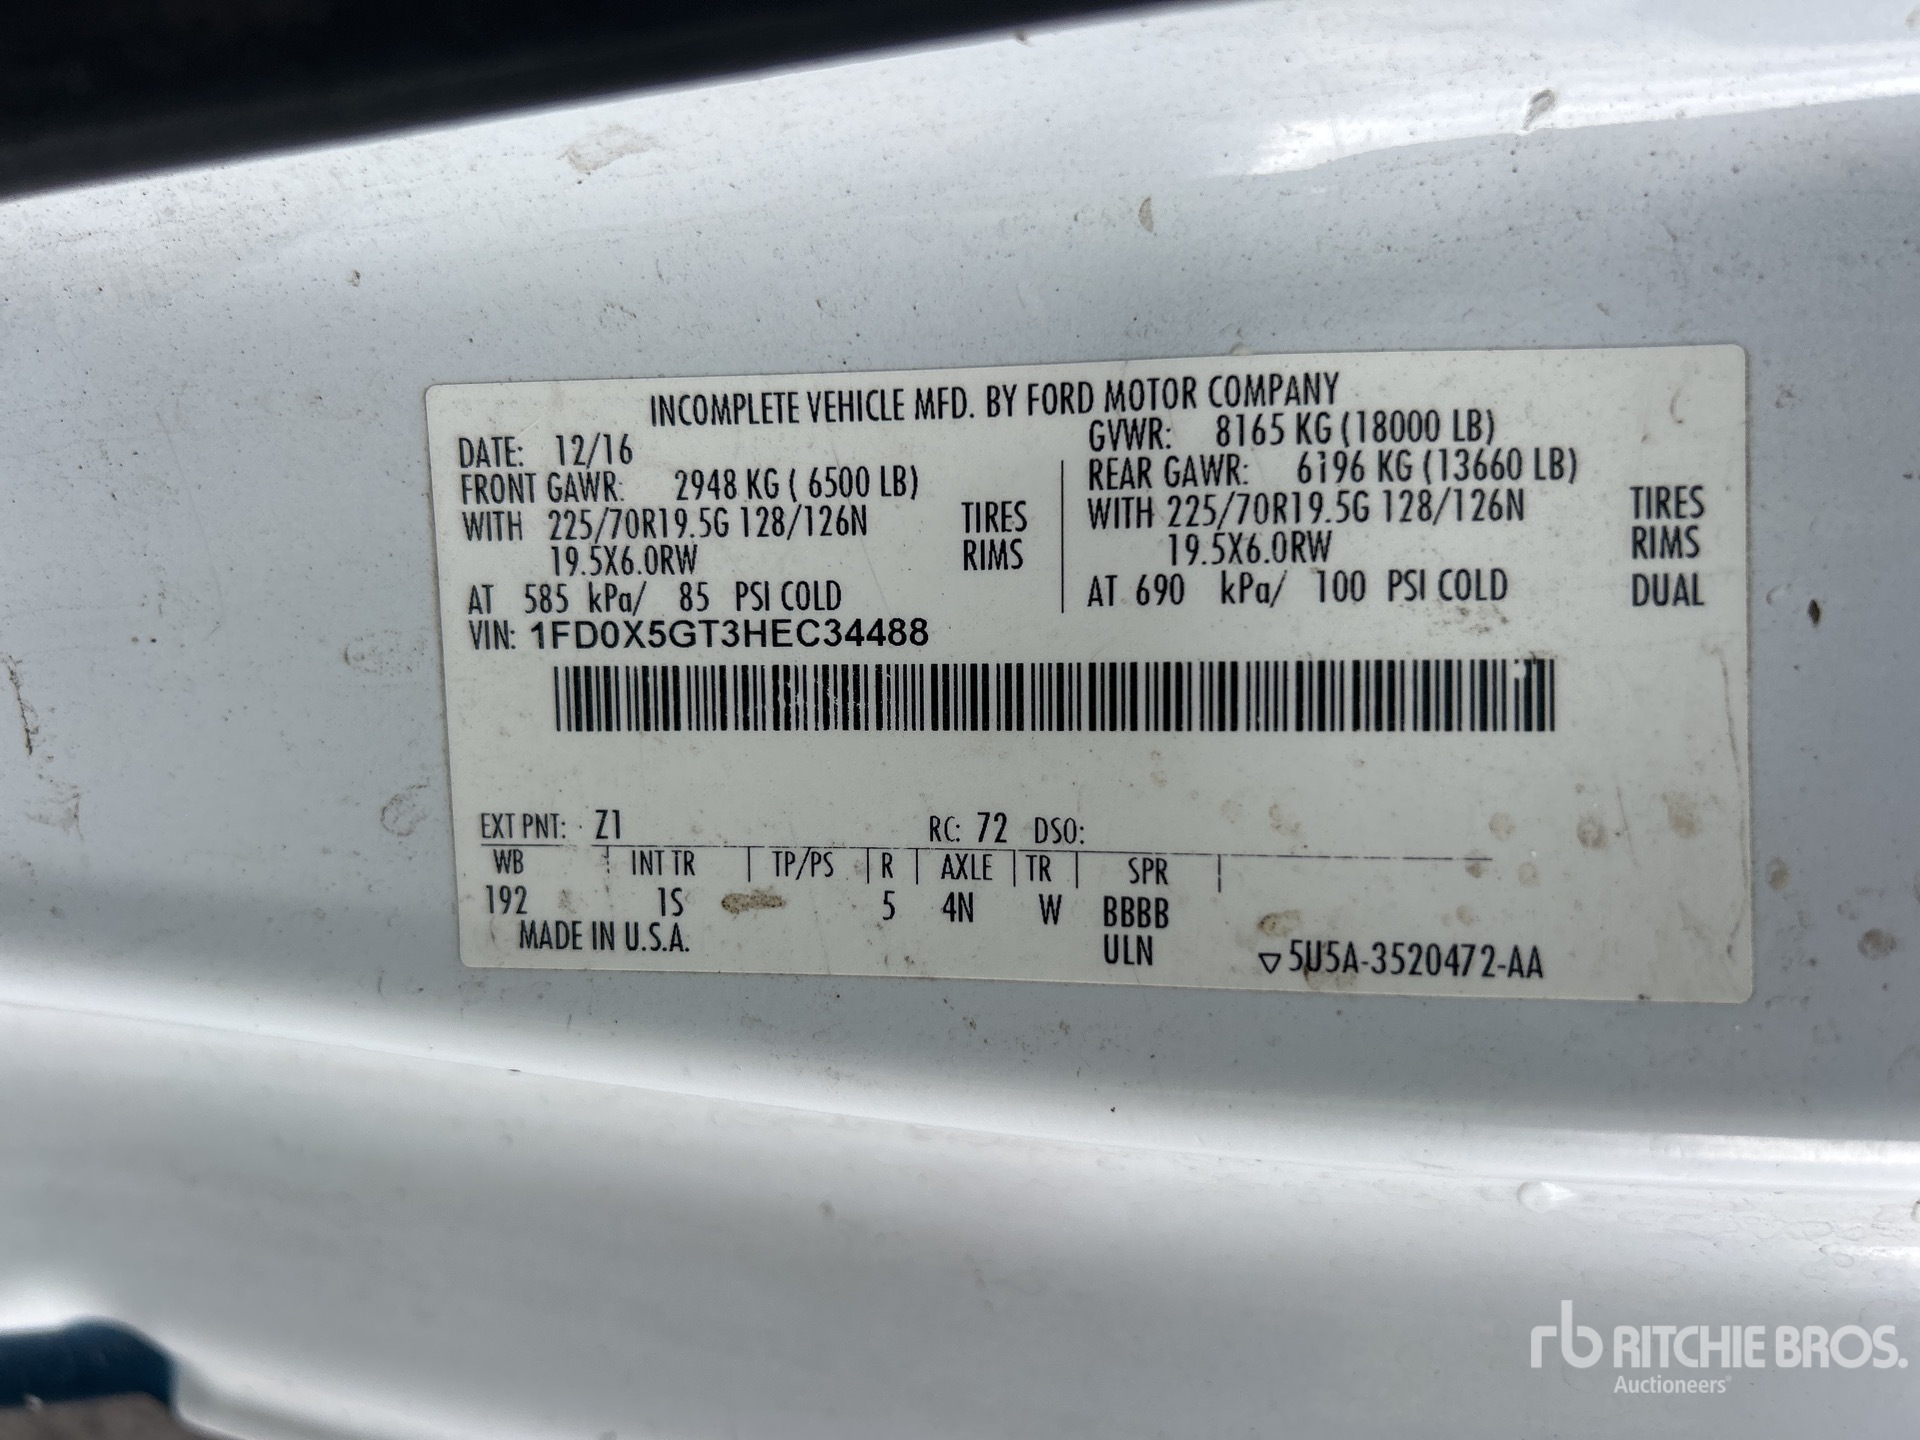 INCOMPLETE VEHICLE MFD. BY FORD MOTOR COMPANY
DATE: 12/16 GVWR: 8165 KG (18000 LB)
FRONT GAWR: 2948 KG ( 6500 LB) REAR GAWR: 6196 KG (13660 LB)
WITH 225/70R19.5G 128/126N TIRES WITH 225/70R19.5G 128/126N TIRES
19.5X6.0RW RIMS 19.5X6.0RW RIMS
AT 585 kPa/ 85 PSI COLD AT 690 kPa/ 100 PSI COLD DUAL
VIN: 1FD0X5GT3HEC34488
EXT PNT: Z1 RC: 72 DSO:
WB INT TR TP/PS R AXLE TR SPR
192 1S 5 4N W BBBB
MADE IN U.S.A. ULN ▽5U5A-3520472-AA
rb RITCHIE BROS.
Auctioneers